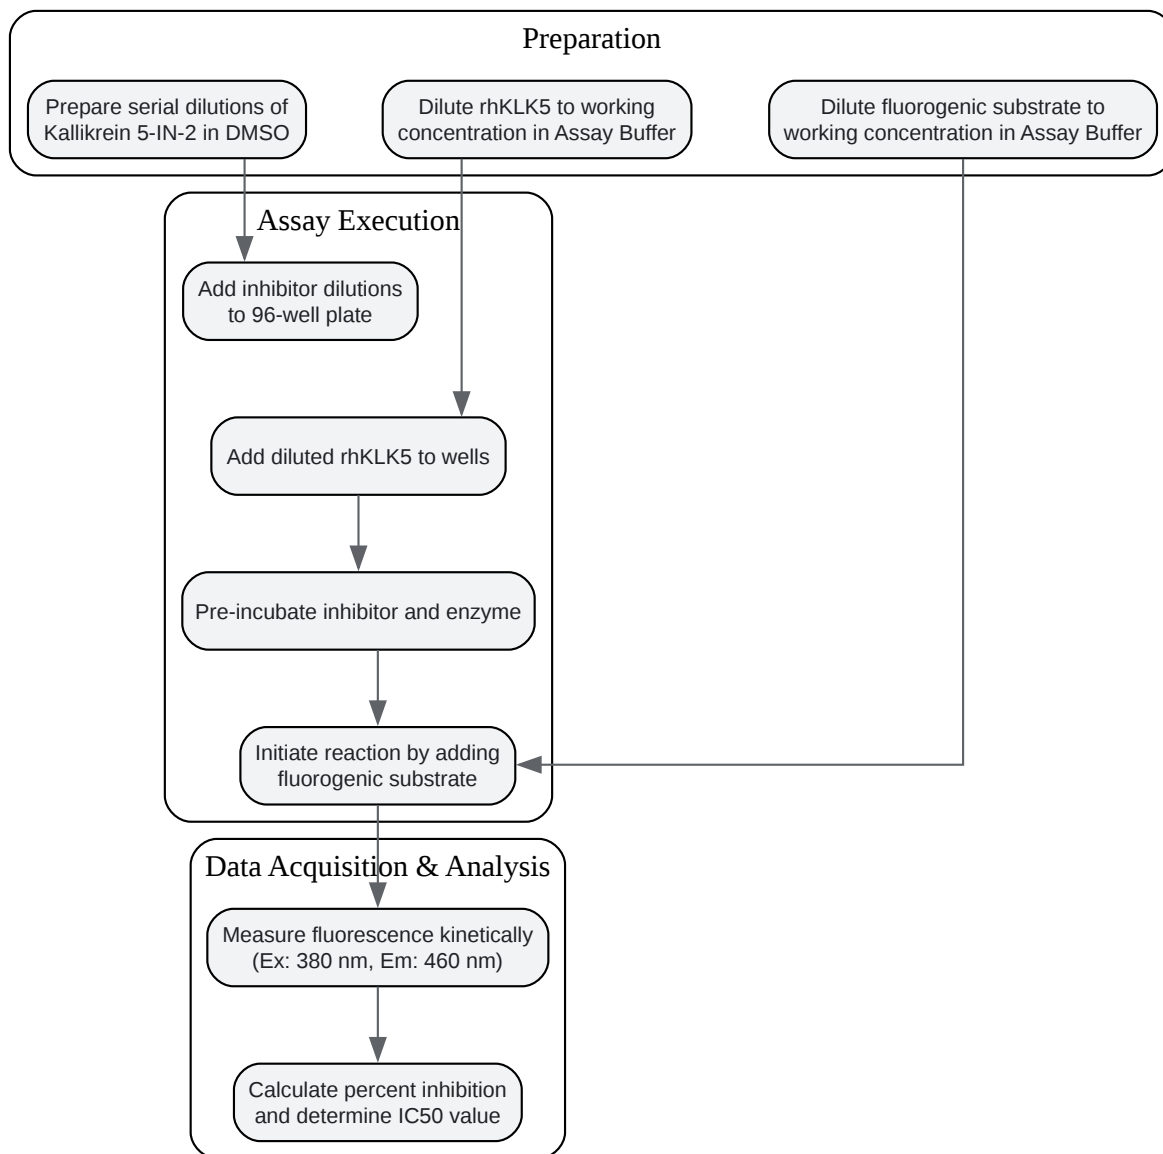 Preparation
Prepare serial dilutions of
Kallikrein 5-IN-2 in DMSO
Dilute rhKLK5 to working
concentration in Assay Buffer
Dilute fluorogenic substrate to
working concentration in Assay Buffer
Assay Execution
Add inhibitor dilutions
to 96-well plate
Add diluted rhKLK5 to wells
Pre-incubate inhibitor and enzyme
Initiate reaction by adding
fluorogenic substrate
Data Acquisition & Analysis
Measure fluorescence kinetically
(Ex: 380 nm, Em: 460 nm)
Calculate percent inhibition
and determine IC50 value